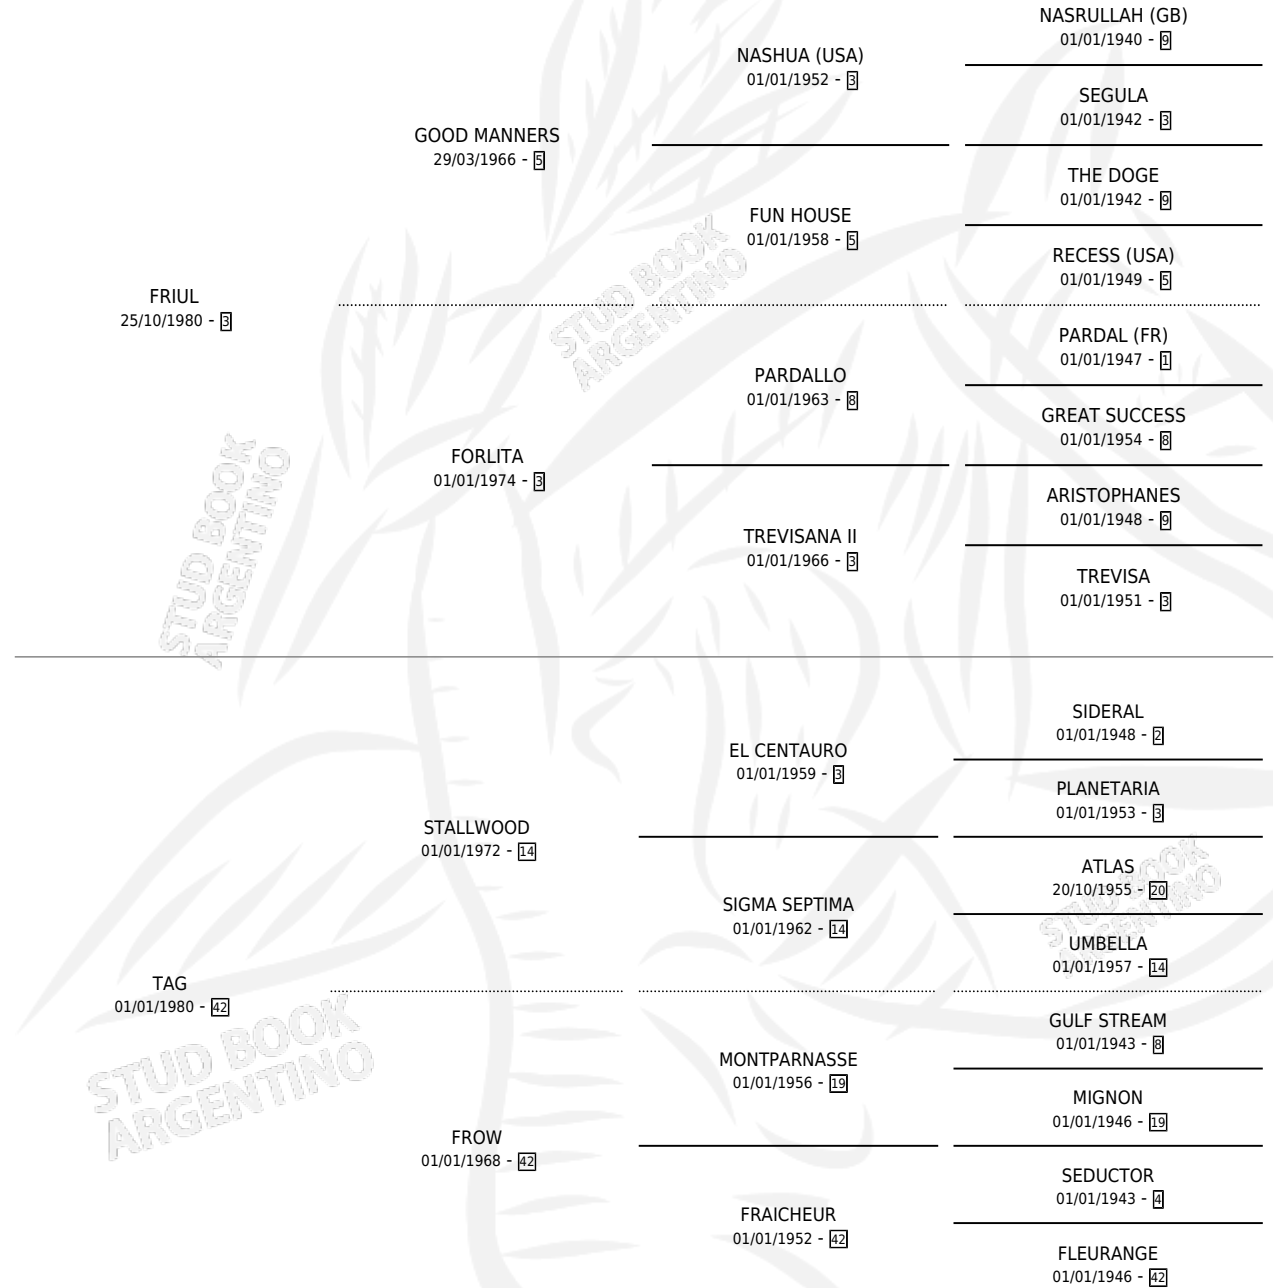 NASRULLAH (GB)
01/01/1940 - 9
NASHUA (USA)
01/01/1952 - 3
SEGULA
01/01/1942 - 3
GOOD MANNERS
29/03/1966 - 5
THE DOGE
01/01/1942 - 9
FUN HOUSE
01/01/1958 - 5
RECESS (USA)
01/01/1949 - 5
FRIUL
25/10/1980 - 3
PARDAL (FR)
01/01/1947 - 1
PARDALLO
01/01/1963 - 8
GREAT SUCCESS
01/01/1954 - 8
FORLITA
01/01/1974 - 3
ARISTOPHANES
01/01/1948 - 9
TREVISANA II
01/01/1966 - 3
TREVISA
01/01/1951 - 3
SIDERAL
01/01/1948 - 2
EL CENTAURO
01/01/1959 - 3
PLANETARIA
01/01/1953 - 3
STALLWOOD
01/01/1972 - 14
ATLAS
20/10/1955 - 20
SIGMA SEPTIMA
01/01/1962 - 14
UMBELLA
01/01/1957 - 14
TAG
01/01/1980 - 42
GULF STREAM
01/01/1943 - 8
MONTPARNASSE
01/01/1956 - 19
MIGNON
01/01/1946 - 19
FROW
01/01/1968 - 42
SEDUCTOR
01/01/1943 - 4
FRAICHEUR
01/01/1952 - 42
FLEURANGE
01/01/1946 - 42
STUD BOOK
ARGENTINO
STUD BOOK
ARGENTINO
STUD BOOK
ARGENTINO
STUD BOOK
ARGENTINO